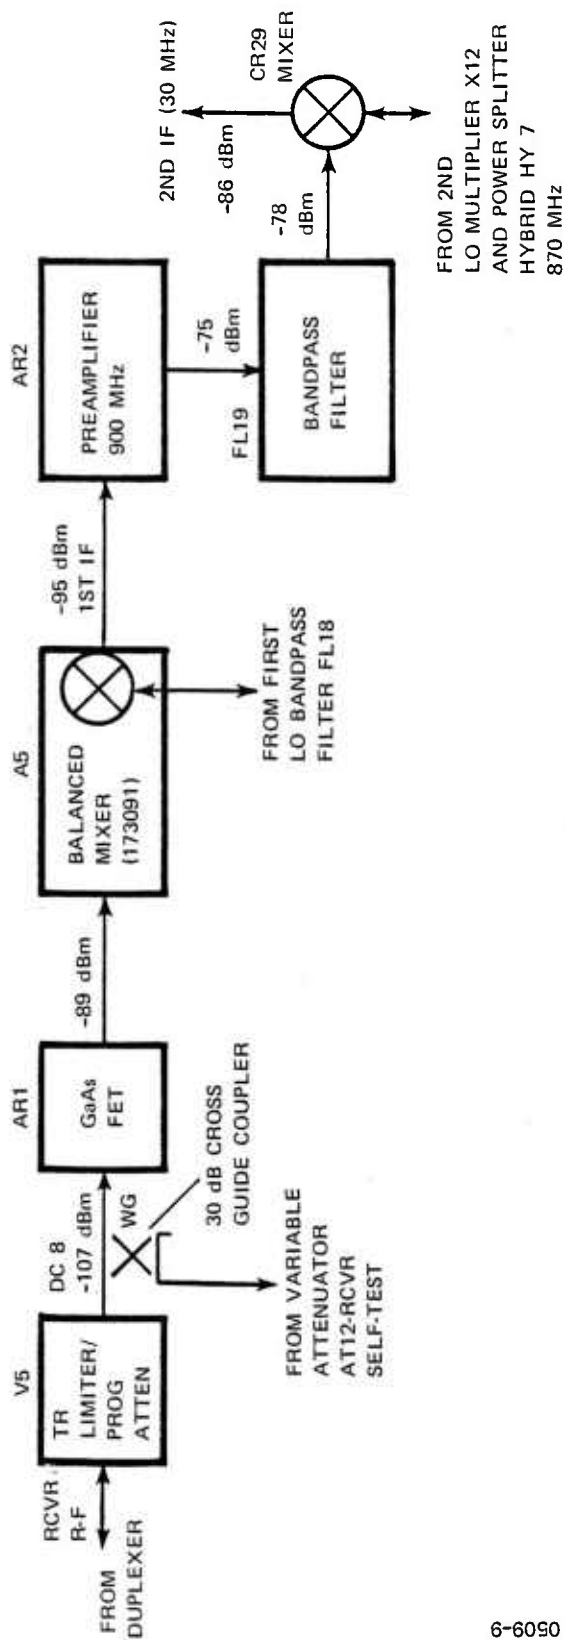 FROM
DUPLEXER
RCVR
R-F
V5
TR
LIMITER/
PROG
ATTEN
DC 8
-107 dBm
WG
30 dB CROSS
GUIDE COUPLER
FROM VARIABLE
ATTENUATOR
AT12-RCVR
SELF-TEST
AR1
GaAs
FET
-89 dBm
A5
BALANCED
MIXER
(173091)
FROM FIRST
LO BANDPASS
FILTER FL18
-95 dBm
1ST IF
AR2
PREAMPLIFIER
900 MHz
-75
dBm
FL19
BANDPASS
FILTER
-78
dBm
2ND IF (30 MHz)
-86 dBm
CR29
MIXER
FROM 2ND
LO MULTIPLIER X12
AND POWER SPLITTER
HYBRID HY 7
870 MHz
0509-9